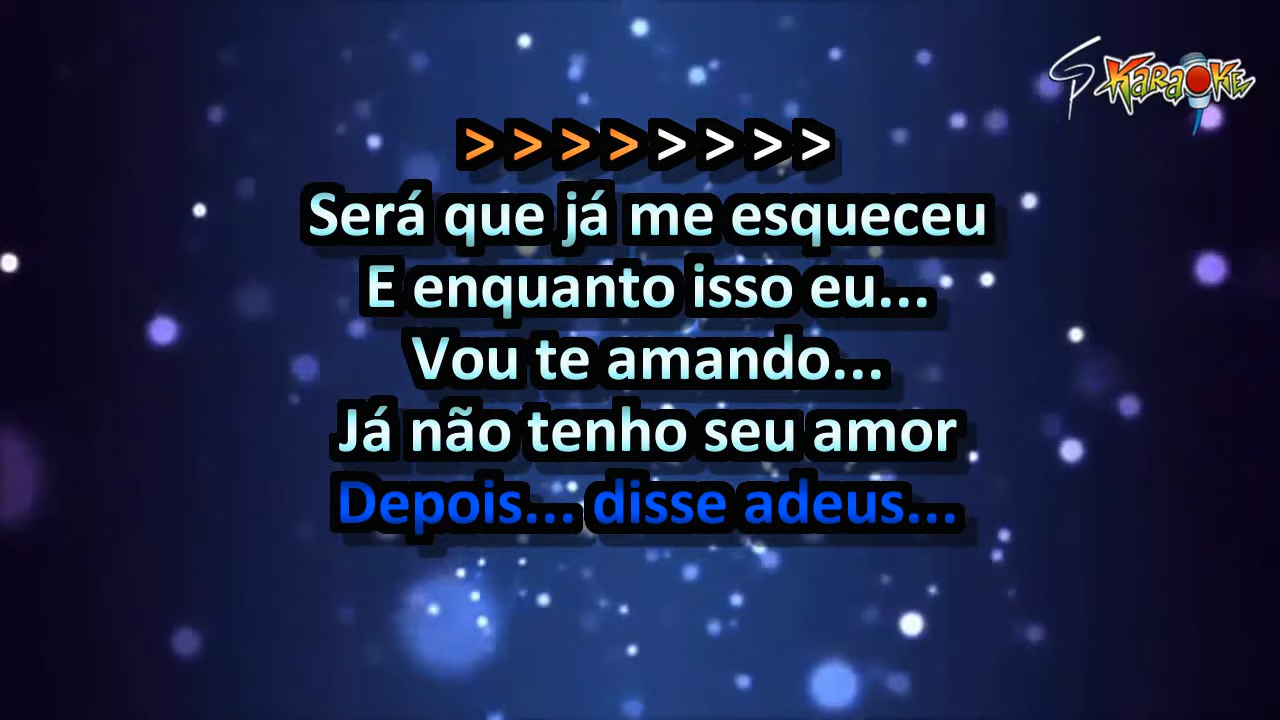 SP KARAOKE
> > > > > > > >
Será que já me esqueceu
E enquanto isso eu...
Vou te amando...
Já não tenho seu amor
Depois... disse adeus...